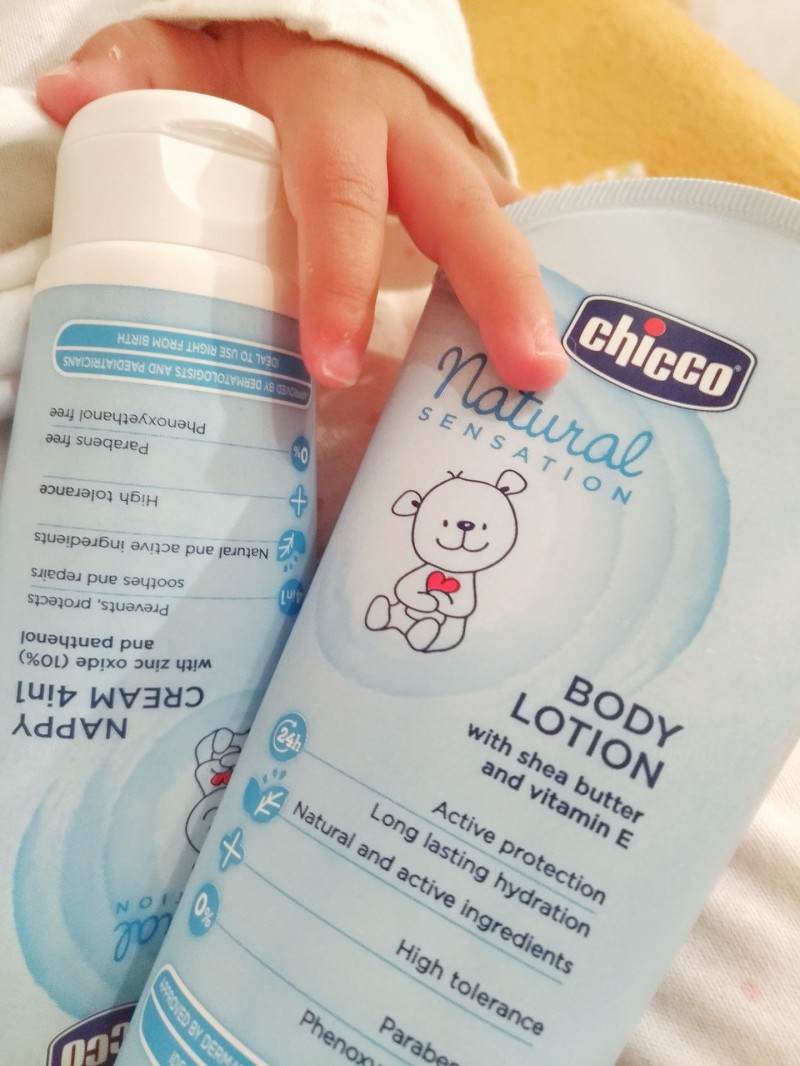 chicco
Natural
SENSATION
BODY
LOTION
with shea butter
and vitamin E
24h
Active protection
Long lasting hydration
Natural and active ingredients
High tolerance
0%
APPROVED BY
NAPPY
CREAM 4in1
with zinc oxide (10%)
and panthenol
4in1
Prevents, protects,
soothes and repairs
Natural and active ingredients
High tolerance
0%
Parabens free
Phenoxyethanol free
APPROVED BY DERMATOLOGISTS AND PAEDIATRICIANS
IDEAL TO USE RIGHT FROM BIRTH